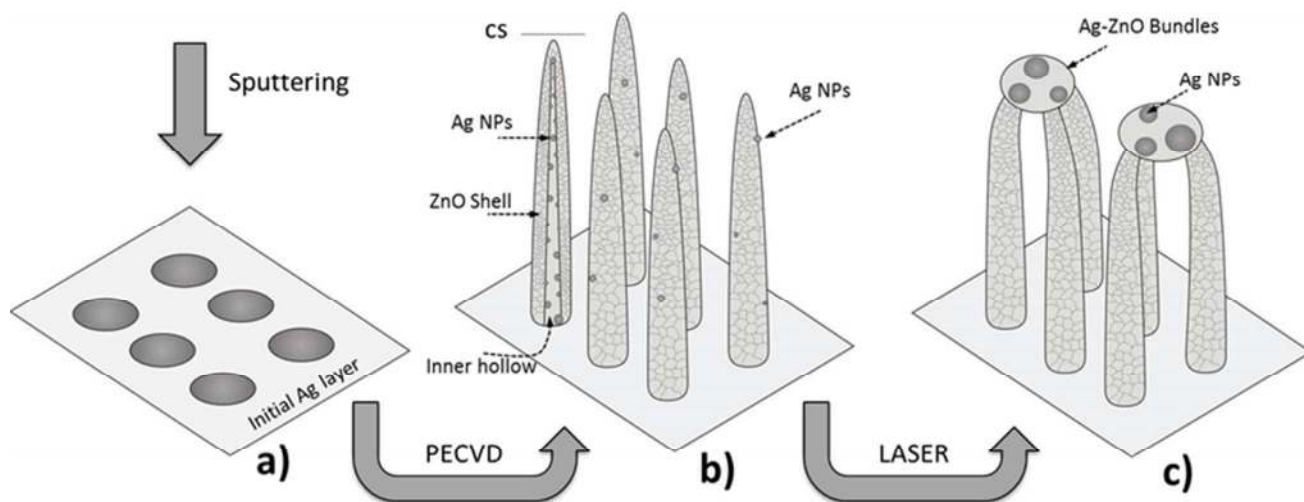 Sputtering
Initial Ag layer
a)
PECVD
CS
Ag NPs
ZnO Shell
Inner hollow
Ag NPs
b)
LASER
Ag-ZnO Bundles
Ag NPs
c)